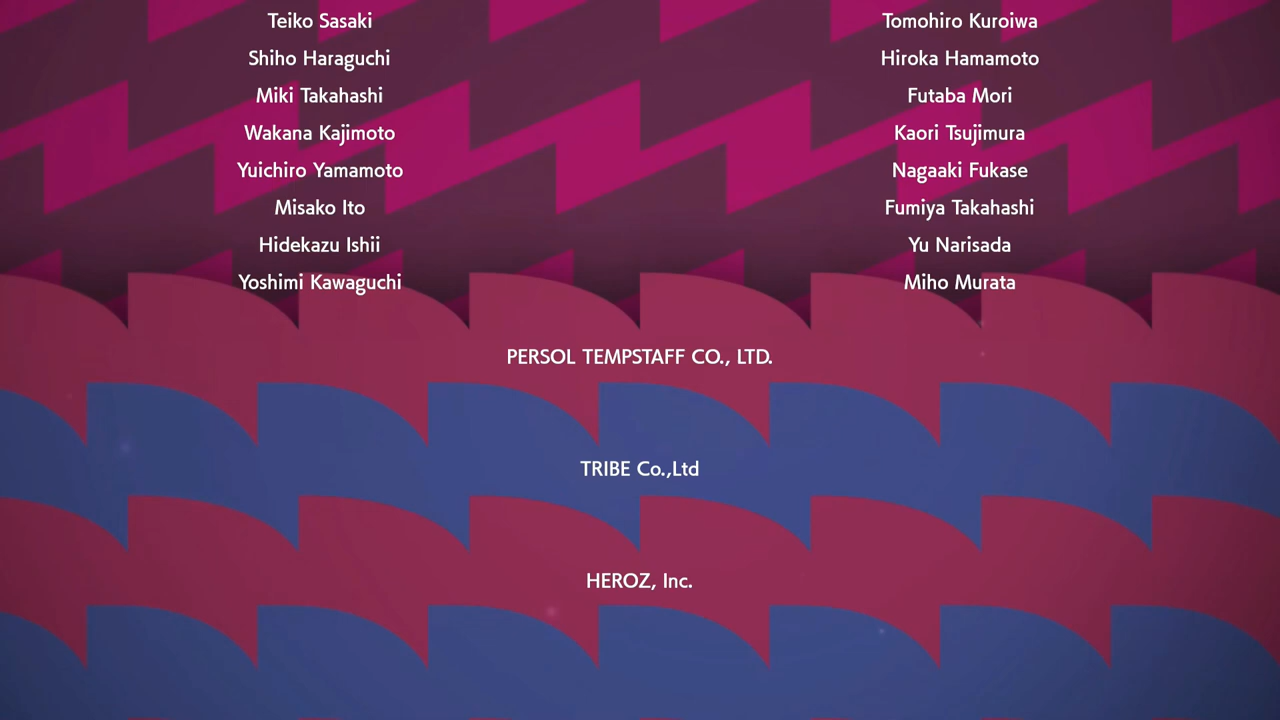 Teiko Sasaki
Tomohiro Kuroiwa
Shiho Haraguchi
Hiroka Hamamoto
Miki Takahashi
Futaba Mori
Wakana Kajimoto
Kaori Tsujimura
Yuichiro Yamamoto
Nagaaki Fukase
Misako Ito
Fumiya Takahashi
Hidekazu Ishii
Yu Narisada
Yoshimi Kawaguchi
Miho Murata
PERSOL TEMPSTAFF CO., LTD.
TRIBE Co.,Ltd
HEROZ, Inc.